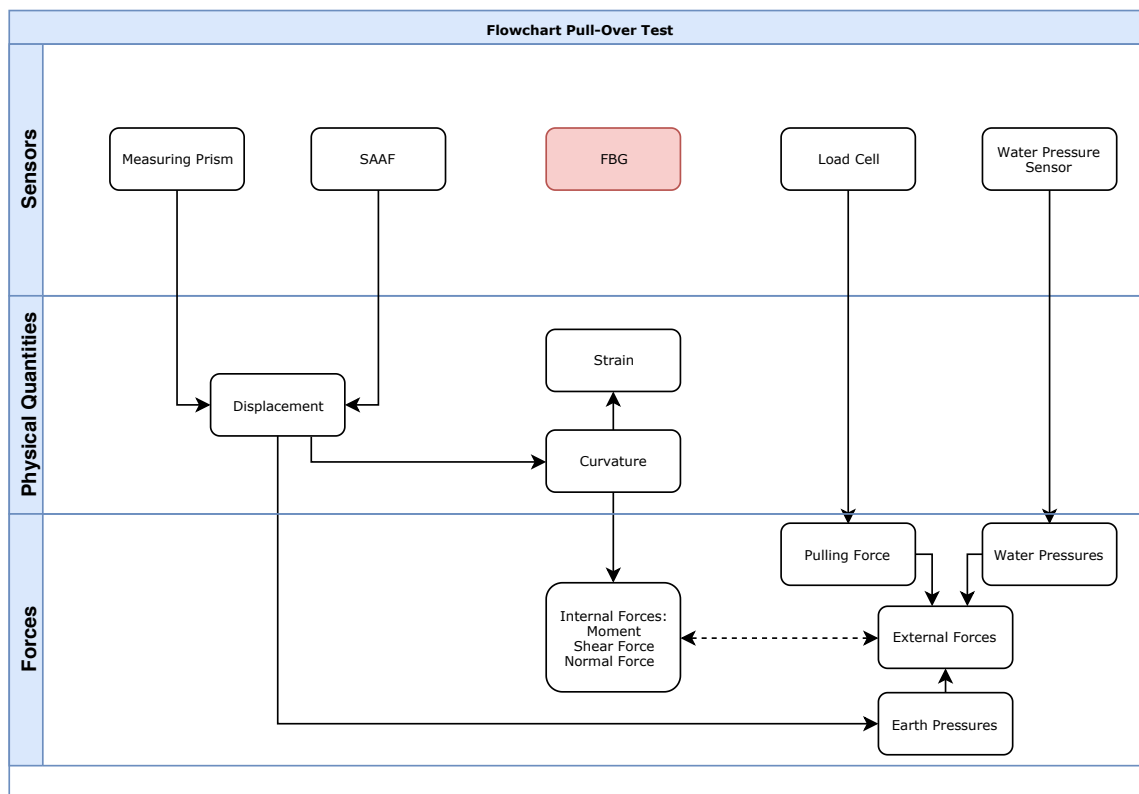 Flowchart Pull-Over Test
Sensors
Measuring Prism
SAAF
FBG
Load Cell
Water Pressure
Sensor
Physical Quantities
Strain
Displacement
Curvature
Forces
Pulling Force
Water Pressures
Internal Forces:
Moment
Shear Force
Normal Force
External Forces
Earth Pressures